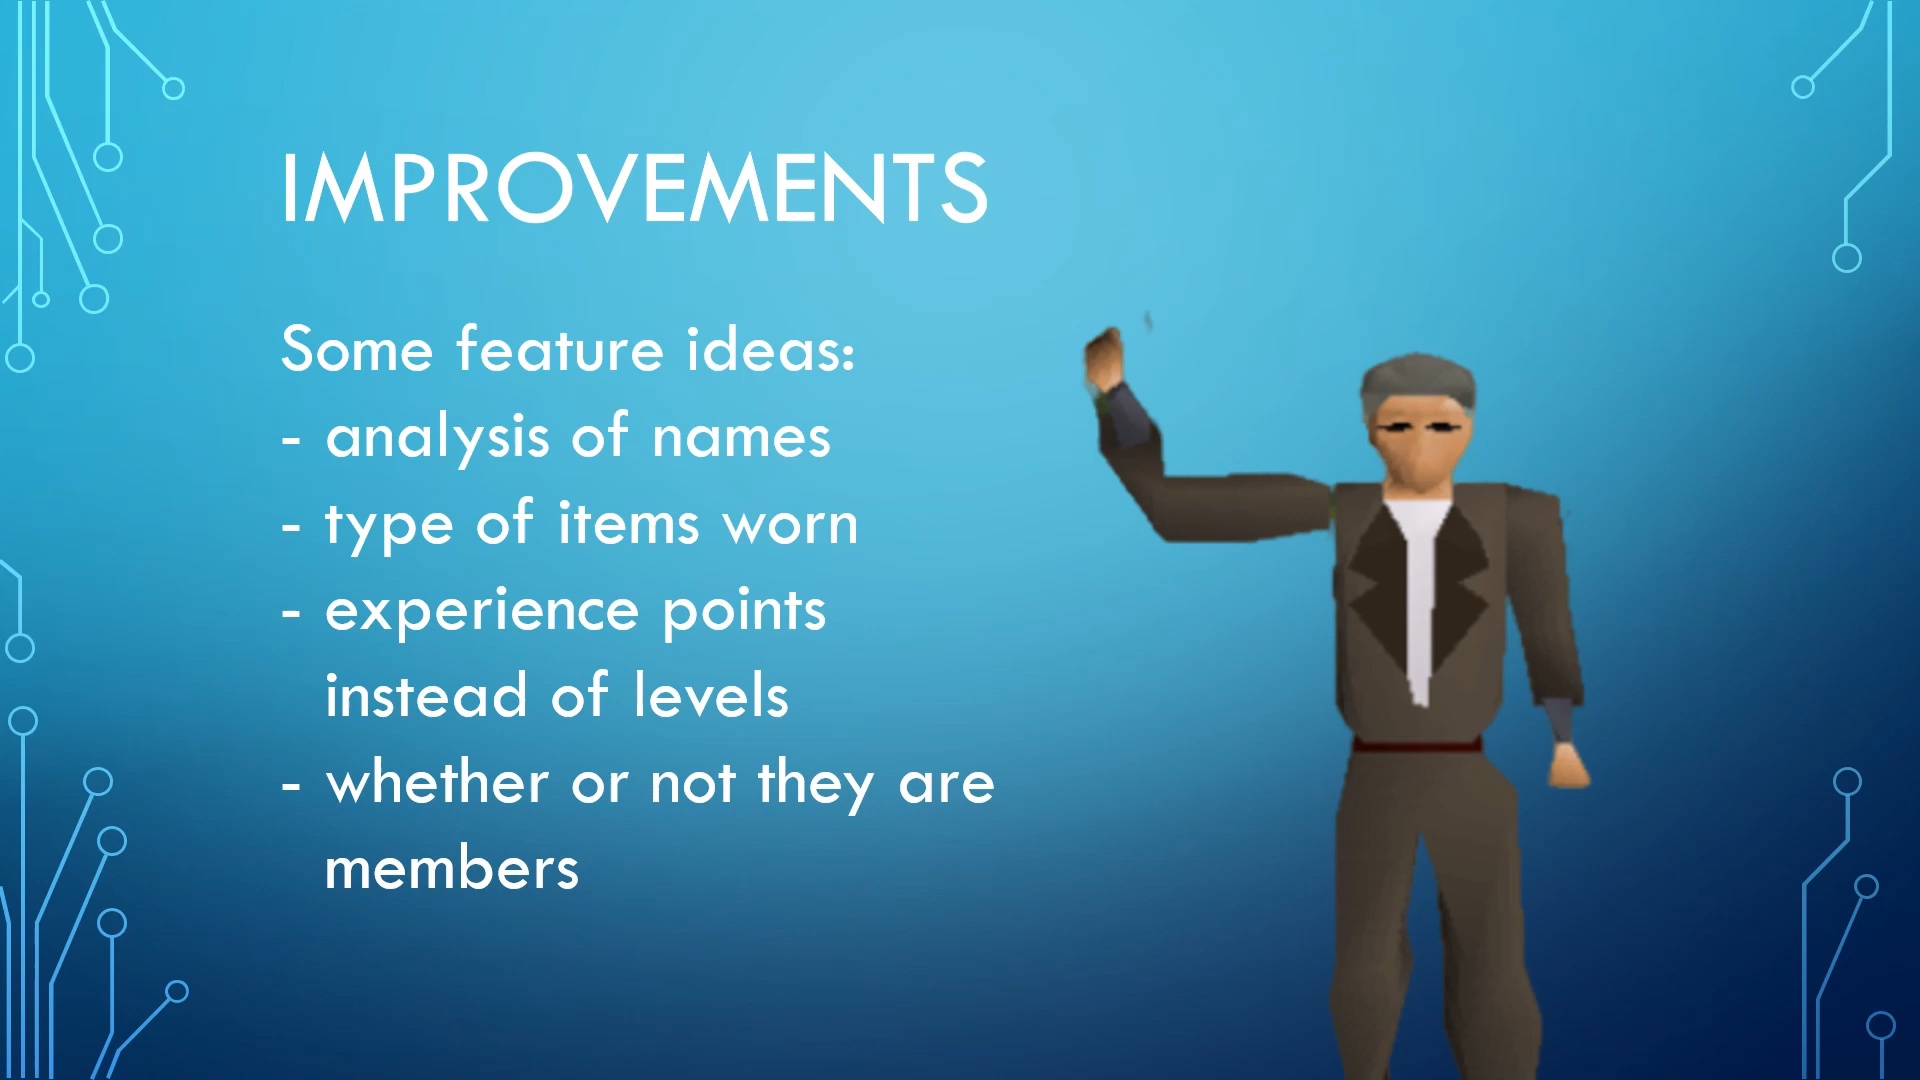 IMPROVEMENTS
Some feature ideas:
- analysis of names
- type of items worn
- experience points
instead of levels
- whether or not they are
members